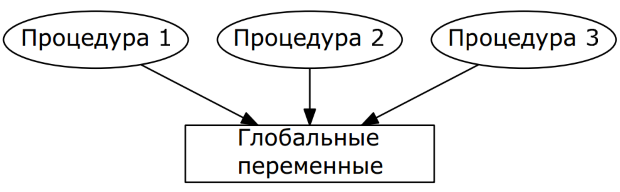 Процедура 1
Процедура 2
Процедура 3
Глобальные
переменные